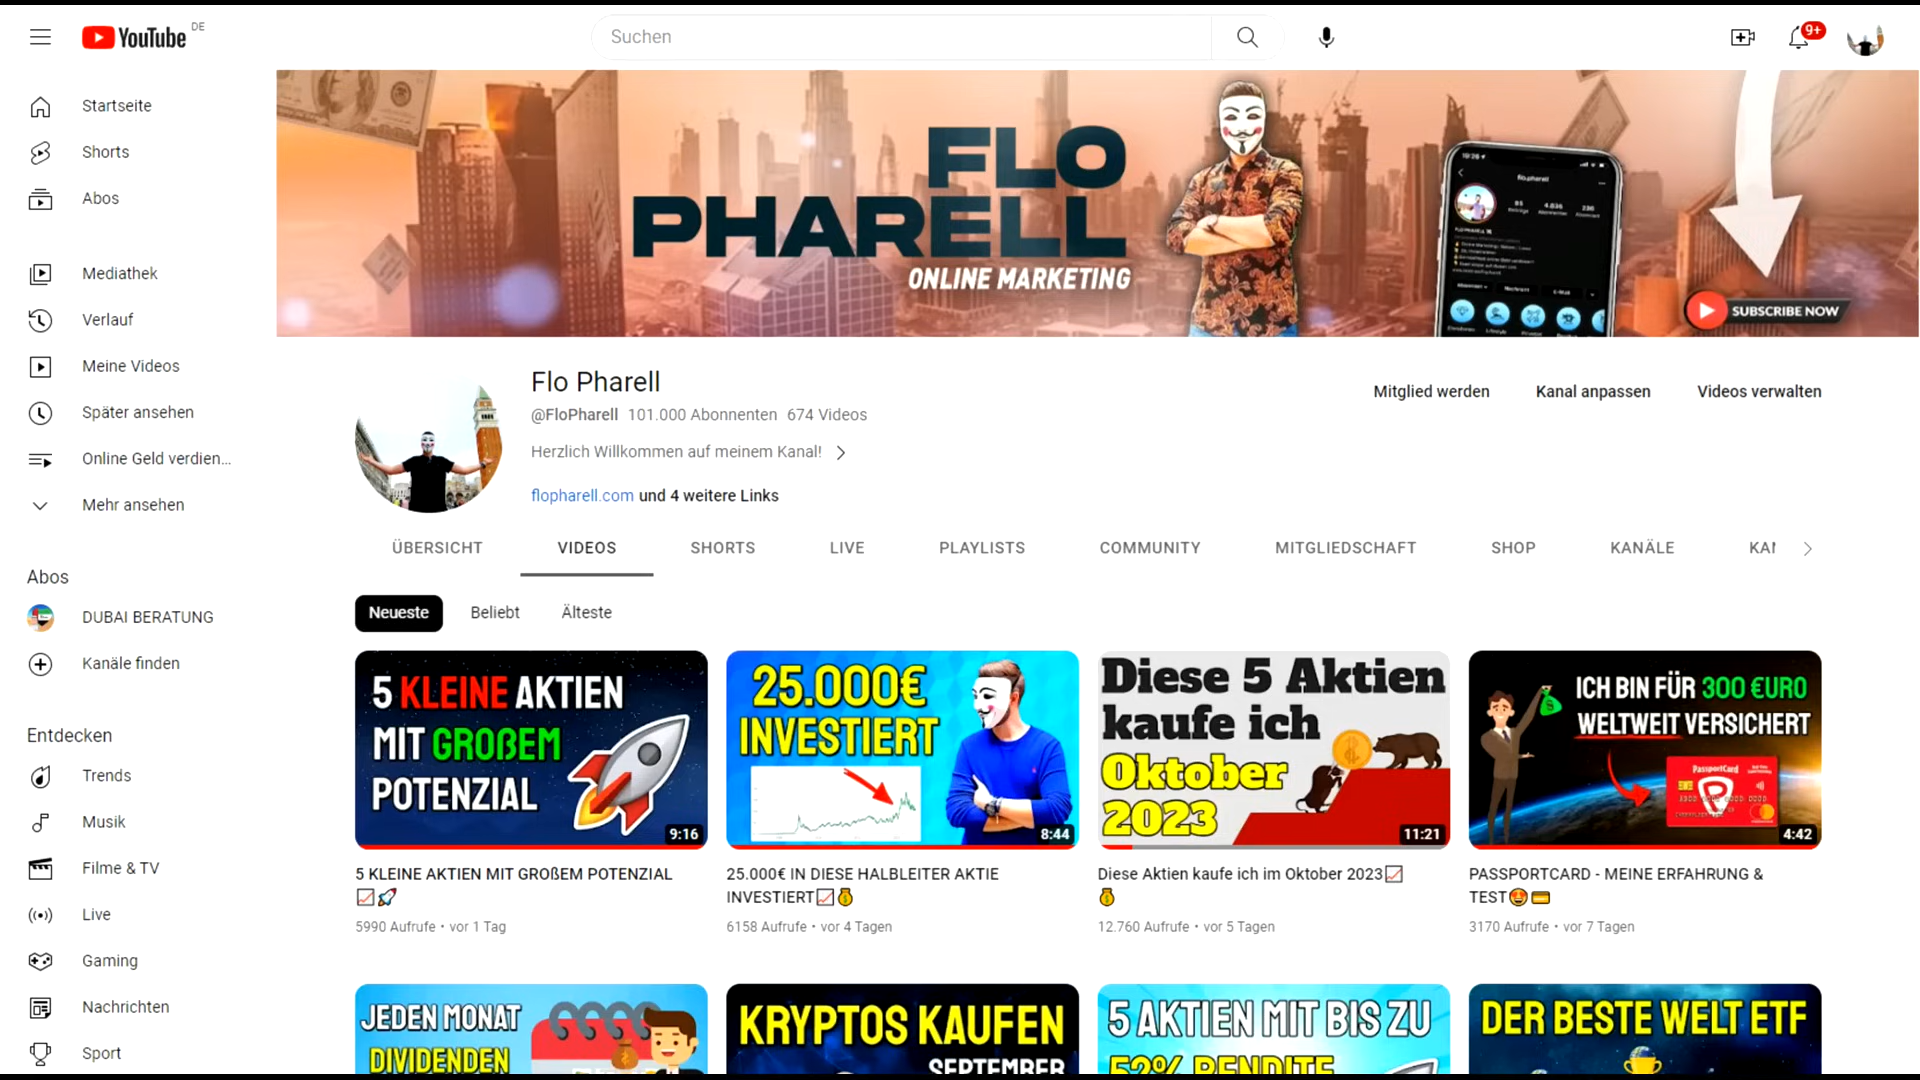 YouTube DE
Suchen
9+
Startseite
Shorts
Abos
Mediathek
Verlauf
Meine Videos
Später ansehen
Online Geld verdien...
Mehr ansehen
Abos
DUBAI BERATUNG
Kanäle finden
Entdecken
Trends
Musik
Filme & TV
Live
Gaming
Nachrichten
Sport
FLO
PHARELL
ONLINE MARKETING
flo.pharell
SUBSCRIBE NOW
Flo Pharell
@FloPharell 101.000 Abonnenten 674 Videos
Herzlich Willkommen auf meinem Kanal!
flopharell.com und 4 weitere Links
Mitglied werden
Kanal anpassen
Videos verwalten
ÜBERSICHT
VIDEOS
SHORTS
LIVE
PLAYLISTS
COMMUNITY
MITGLIEDSCHAFT
SHOP
KANÄLE
Neueste
Beliebt
Älteste
5 KLEINE AKTIEN
MIT GROßEM
POTENZIAL
9:16
5 KLEINE AKTIEN MIT GROßEM POTENZIAL
📈🚀
5990 Aufrufe • vor 1 Tag
25.000€
INVESTIERT
8:44
25.000€ IN DIESE HALBLEITER AKTIE
INVESTIERT📈💰
6158 Aufrufe • vor 4 Tagen
Diese 5 Aktien
kaufe ich
Oktober
2023
11:21
Diese Aktien kaufe ich im Oktober 2023📈
💰
12.760 Aufrufe • vor 5 Tagen
ICH BIN FÜR 300 €URO
WELTWEIT VERSICHERT
PassportCard
4:42
PASSPORTCARD - MEINE ERFAHRUNG &
TEST🤩💳
3170 Aufrufe • vor 7 Tagen
JEDEN MONAT
DIVIDENDEN
KRYPTOS KAUFEN
SEPTEMBER
5 AKTIEN MIT BIS ZU
52% RENDITE
DER BESTE WELT ETF